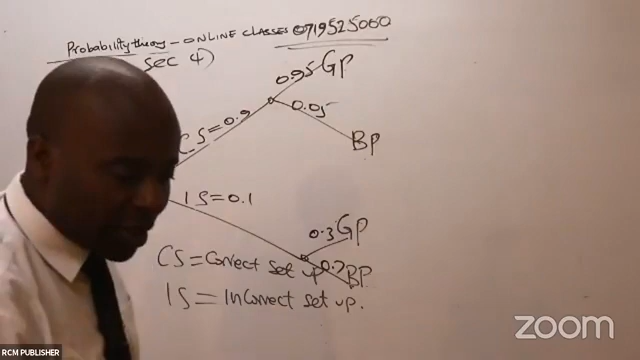 Probability theory - ONLINE CLASSES 0719525060
SEC 4)
0.95 GP
CS=0.9
0.05
BP
IS=0.1
0.3 GP
CS = Correct set up
0.7 BP
IS = Incorrect set up.
zoom
RCM PUBLISHER